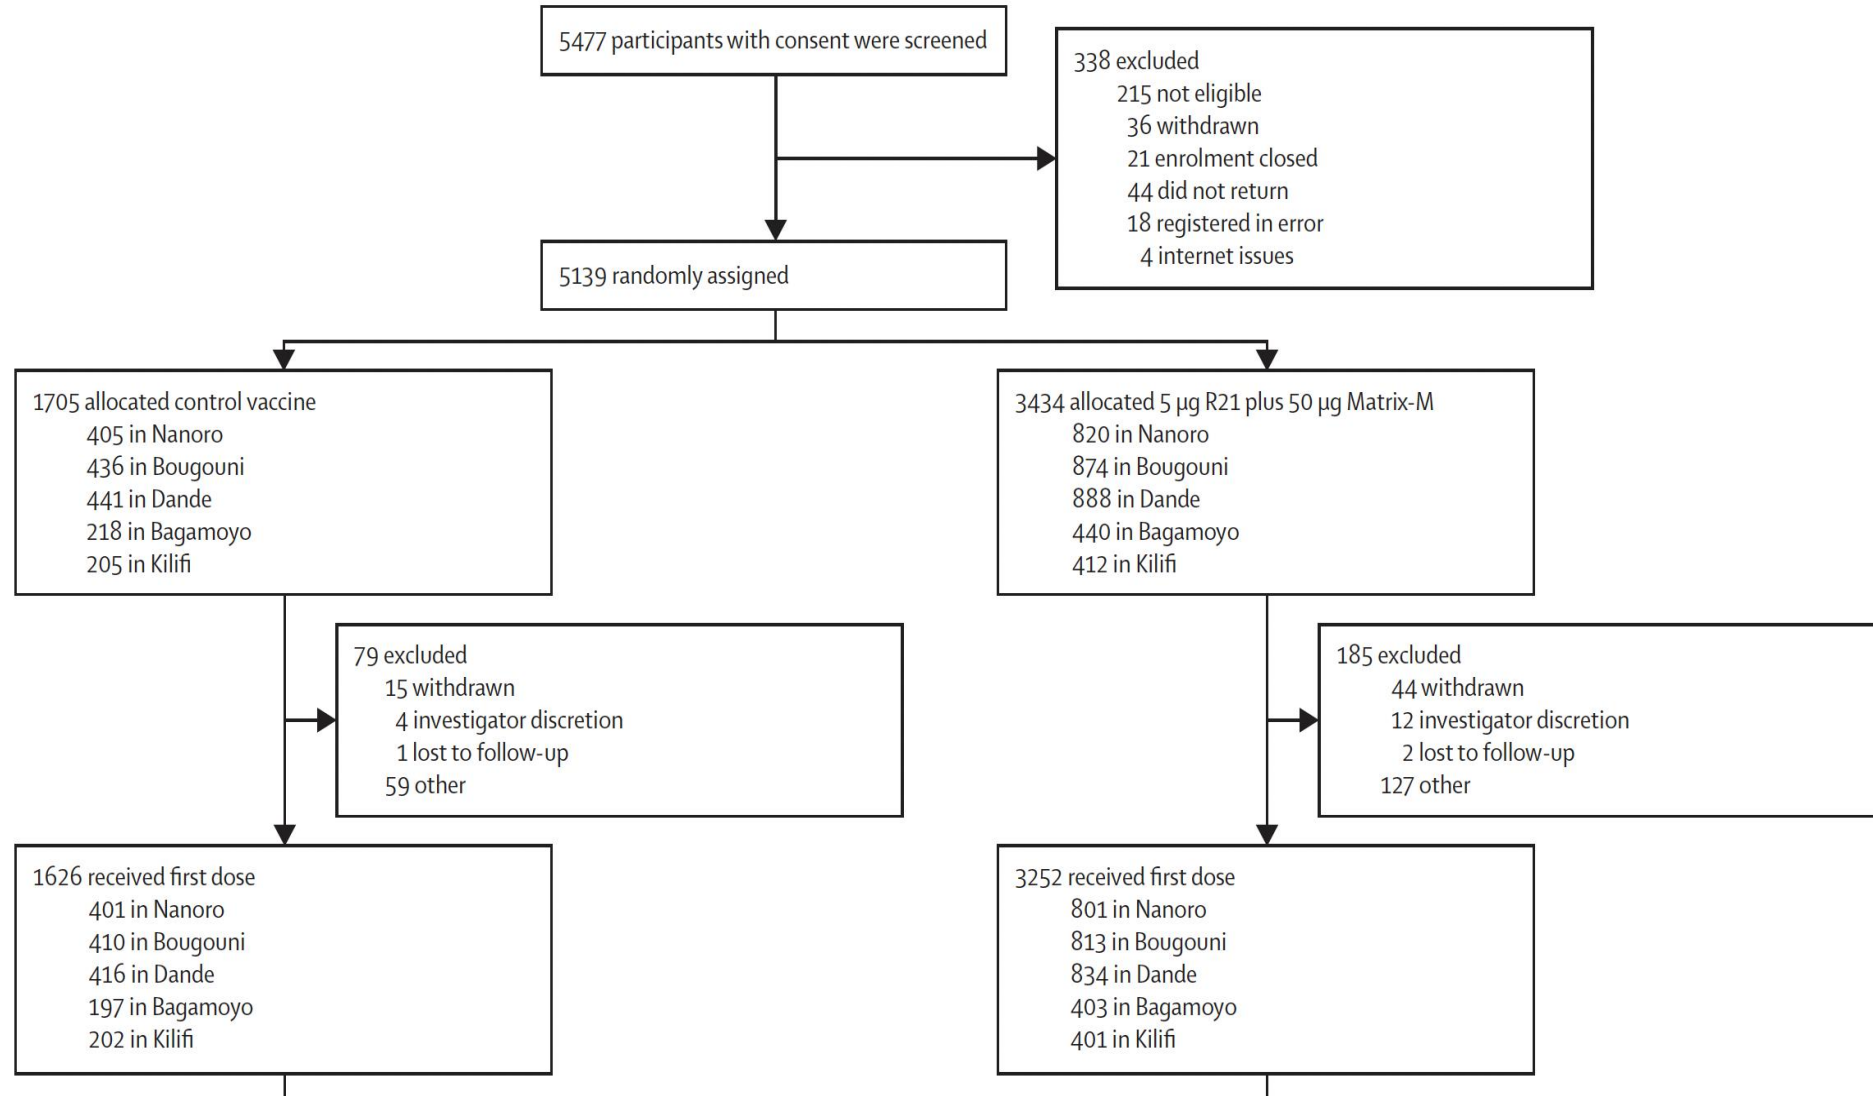 5477 participants with consent were screened
338 excluded
215 not eligible
36 withdrawn
21 enrolment closed
44 did not return
18 registered in error
4 internet issues
5139 randomly assigned
1705 allocated control vaccine
405 in Nanoro
436 in Bougouni
441 in Dande
218 in Bagamoyo
205 in Kilifi
3434 allocated 5 µg R21 plus 50 µg Matrix-M
820 in Nanoro
874 in Bougouni
888 in Dande
440 in Bagamoyo
412 in Kilifi
79 excluded
15 withdrawn
4 investigator discretion
1 lost to follow-up
59 other
185 excluded
44 withdrawn
12 investigator discretion
2 lost to follow-up
127 other
1626 received first dose
401 in Nanoro
410 in Bougouni
416 in Dande
197 in Bagamoyo
202 in Kilifi
3252 received first dose
801 in Nanoro
813 in Bougouni
834 in Dande
403 in Bagamoyo
401 in Kilifi